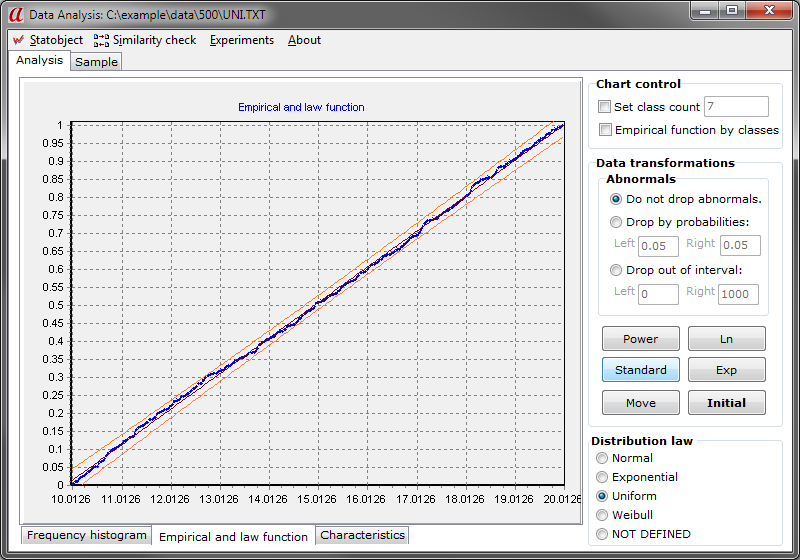 a Data Analysis: C:\example\data\500\UNI.TXT
Statobject Similarity check Experiments About
Analysis Sample
Empirical and law function
1
0.95
0.9
0.85
0.8
0.75
0.7
0.65
0.6
0.55
0.5
0.45
0.4
0.35
0.3
0.25
0.2
0.15
0.1
0.05
0
10.0126 11.0126 12.0126 13.0126 14.0126 15.0126 16.0126 17.0126 18.0126 19.0126 20.0126
Frequency histogram Empirical and law function Characteristics
Chart control
Set class count 7
Empirical function by classes
Data transformations
Abnormals
Do not drop abnormals.
Drop by probabilities:
Left 0.05 Right 0.05
Drop out of interval:
Left 0 Right 1000
Power Ln
Standard Exp
Move Initial
Distribution law
Normal
Exponential
Uniform
Weibull
NOT DEFINED